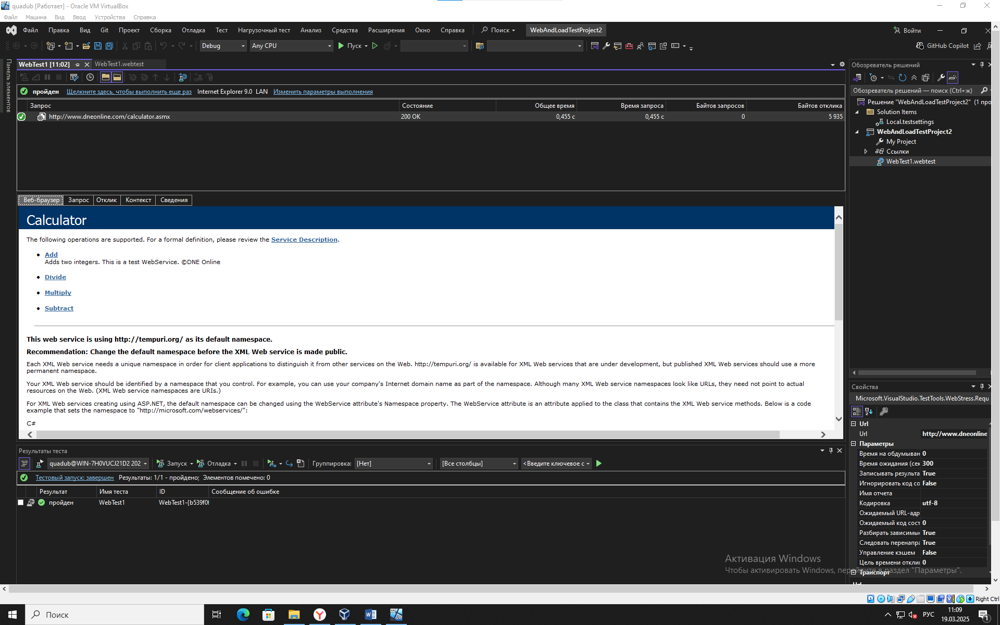 quadub [Работает] - Oracle VM VirtualBox
Файл Машина Вид Ввод Устройства Справка
Файл Правка Вид Git Проект Сборка Отладка Тест Нагрузочный тест Анализ Средства Расширения Окно Справка Поиск WebAndLoadTestProject2 Войти
Debug Any CPU Пуск GitHub Copilot
Панель элементов
WebTest1 [11:02] WebTest1.webtest
пройден Щелкните здесь, чтобы выполнить еще раз Internet Explorer 9.0 LAN Изменить параметры выполнения
Запрос Состояние Общее время Время запроса Байтов запросов Байтов отклика
http://www.dneonline.com/calculator.asmx 200 OK 0,455 с 0,455 с 0 5 935
Веб-браузер Запрос Отклик Контекст Сведения
Calculator
The following operations are supported. For a formal definition, please review the Service Description.
Add
Adds two integers. This is a test WebService. ©DNE Online
Divide
Multiply
Subtract
This web service is using http://tempuri.org/ as its default namespace.
Recommendation: Change the default namespace before the XML Web service is made public.
Each XML Web service needs a unique namespace in order for client applications to distinguish it from other services on the Web. http://tempuri.org/ is available for XML Web services that are under development, but published XML Web services should use a more
permanent namespace.
Your XML Web service should be identified by a namespace that you control. For example, you can use your company's Internet domain name as part of the namespace. Although many XML Web service namespaces look like URLs, they need not point to actual
resources on the Web. (XML Web service namespaces are URIs.)
For XML Web services creating using ASP.NET, the default namespace can be changed using the WebService attribute's Namespace property. The WebService attribute is an attribute applied to the class that contains the XML Web service methods. Below is a code
example that sets the namespace to "http://microsoft.com/webservices/":
C#
Результаты теста
quadub@WIN-7H0VUCJ21D2 202 Запуск Отладка Группировка: [Нет] [Все столбцы] <Введите ключевое с
Тестовый запуск: завершен Результаты: 1/1 - пройдено; Элементов помечено: 0
Результат Имя теста ID Сообщение об ошибке
пройден WebTest1 WebTest1-{b539f0f
Обозреватель решений
Обозреватель решений — поиск (Ctrl+ж)
Решение "WebAndLoadTestProject2" (1 про
Solution Items
Local.testsettings
WebAndLoadTestProject2
My Project
Ссылки
WebTest1.webtest
Свойства
Microsoft.VisualStudio.TestTools.WebStress.Requ
Url
Url http://www.dneonline
Параметры
Время на обдумыван 0
Время ожидания (сек 300
Записывать результа True
Игнорировать код со False
Имя отчета
Кодировка utf-8
Ожидаемый URL-адр
Ожидаемый код сост 0
Разбирать зависимы True
Следовать перенапра True
Управление кэшем False
Цель времени откли 0
Транспорт
Url
Активация Windows
Чтобы активировать Windows, перейдите в раздел "Параметры".
Right Ctrl
Поиск
РУС
11:09
19.03.2025
1